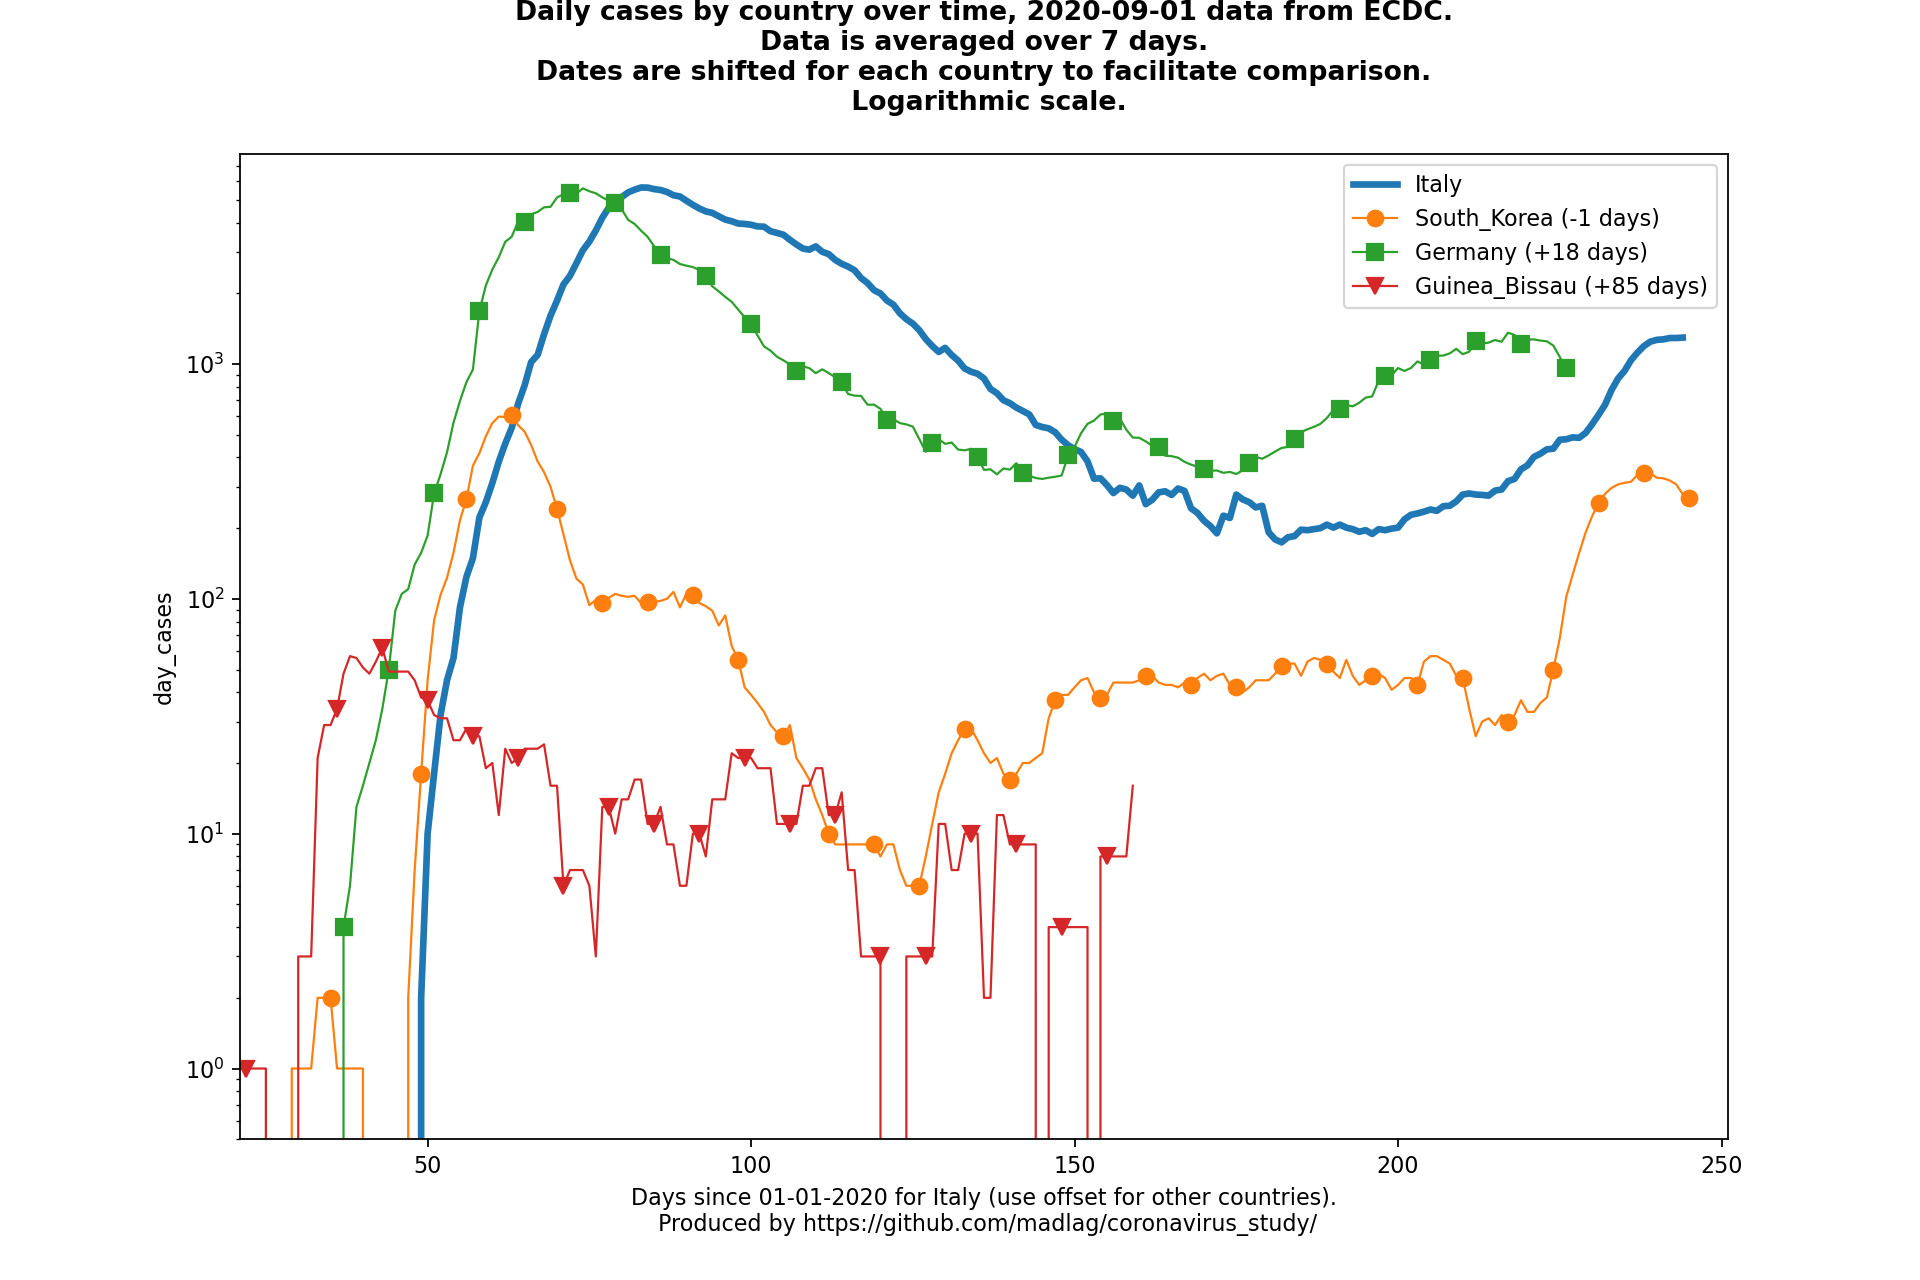 Daily cases by country over time, 2020-09-01 data from ECDC.
Data is averaged over 7 days.
Dates are shifted for each country to facilitate comparison.
Logarithmic scale.
Italy
South_Korea (-1 days)
Germany (+18 days)
Guinea_Bissau (+85 days)
day_cases
10³
10²
10¹
10⁰
50
100
150
200
250
Days since 01-01-2020 for Italy (use offset for other countries).
Produced by https://github.com/madlag/coronavirus_study/